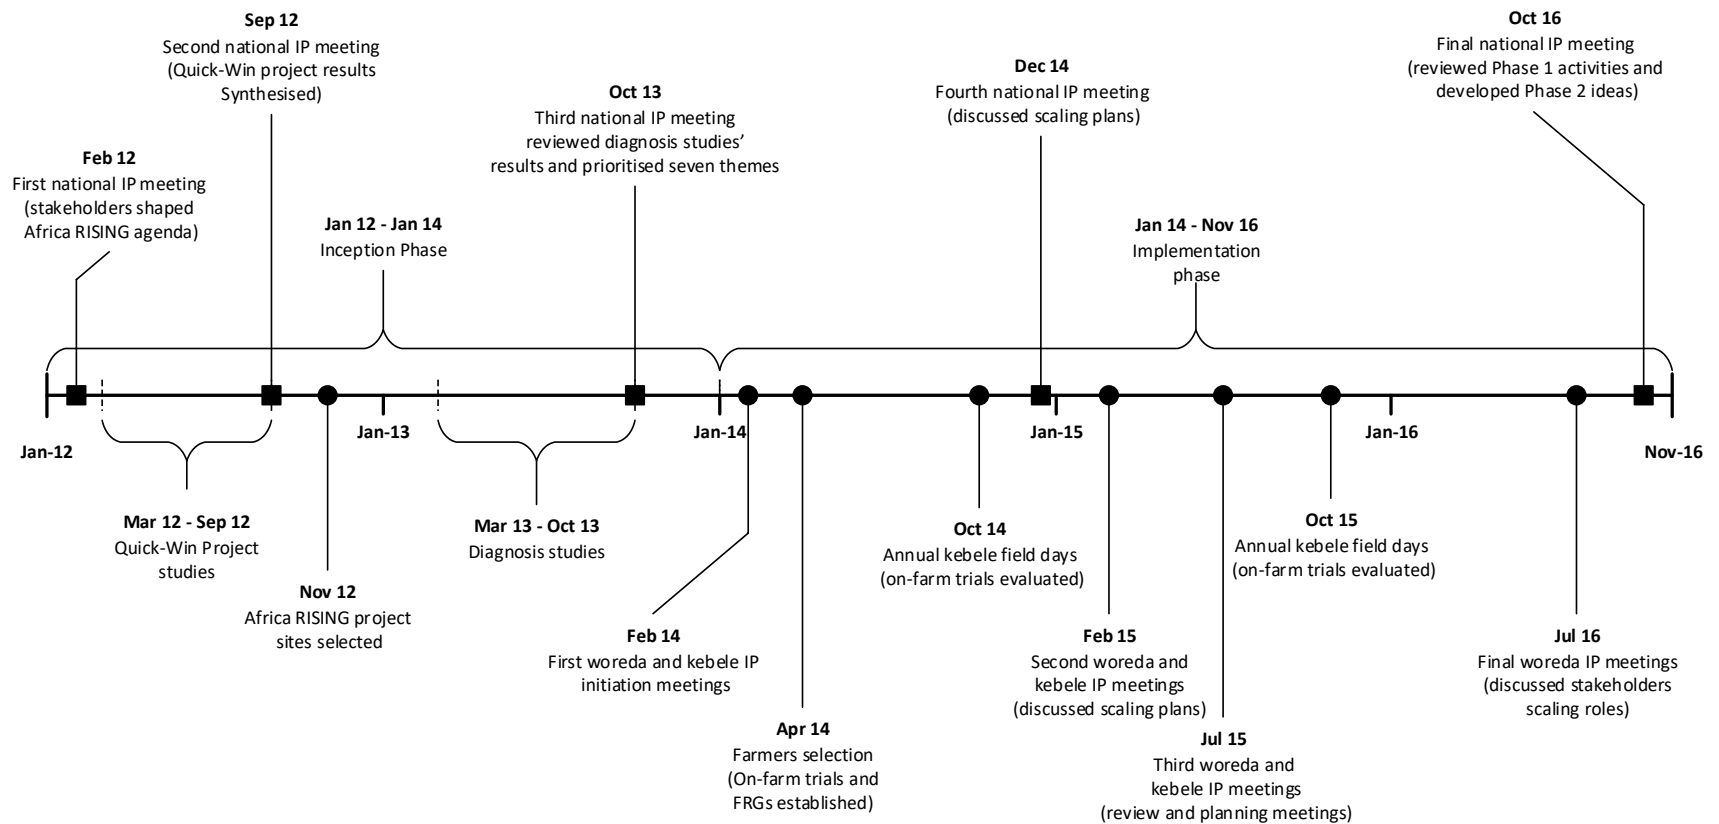 Sep 12
Second national IP meeting
(Quick-Win project results
Synthesised)
Oct 16
Final national IP meeting
(reviewed Phase 1 activities and
developed Phase 2 ideas)
Dec 14
Fourth national IP meeting
(discussed scaling plans)
Oct 13
Third national IP meeting
reviewed diagnosis studies’
results and prioritised seven themes
Feb 12
First national IP meeting
(stakeholders shaped
Africa RISING agenda)
Jan 12 - Jan 14
Inception Phase
Jan 14 - Nov 16
Implementation
phase
Jan-12
Jan-13
Jan-14
Jan-15
Jan-16
Nov-16
Mar 12 - Sep 12
Quick-Win Project
studies
Nov 12
Africa RISING project
sites selected
Mar 13 - Oct 13
Diagnosis studies
Feb 14
First woreda and kebele IP
initiation meetings
Apr 14
Farmers selection
(On-farm trials and
FRGs established)
Oct 14
Annual kebele field days
(on-farm trials evaluated)
Feb 15
Second woreda and
kebele IP meetings
(discussed scaling plans)
Jul 15
Third woreda and
kebele IP meetings
(review and planning meetings)
Oct 15
Annual kebele field days
(on-farm trials evaluated)
Jul 16
Final woreda IP meetings
(discussed stakeholders
scaling roles)